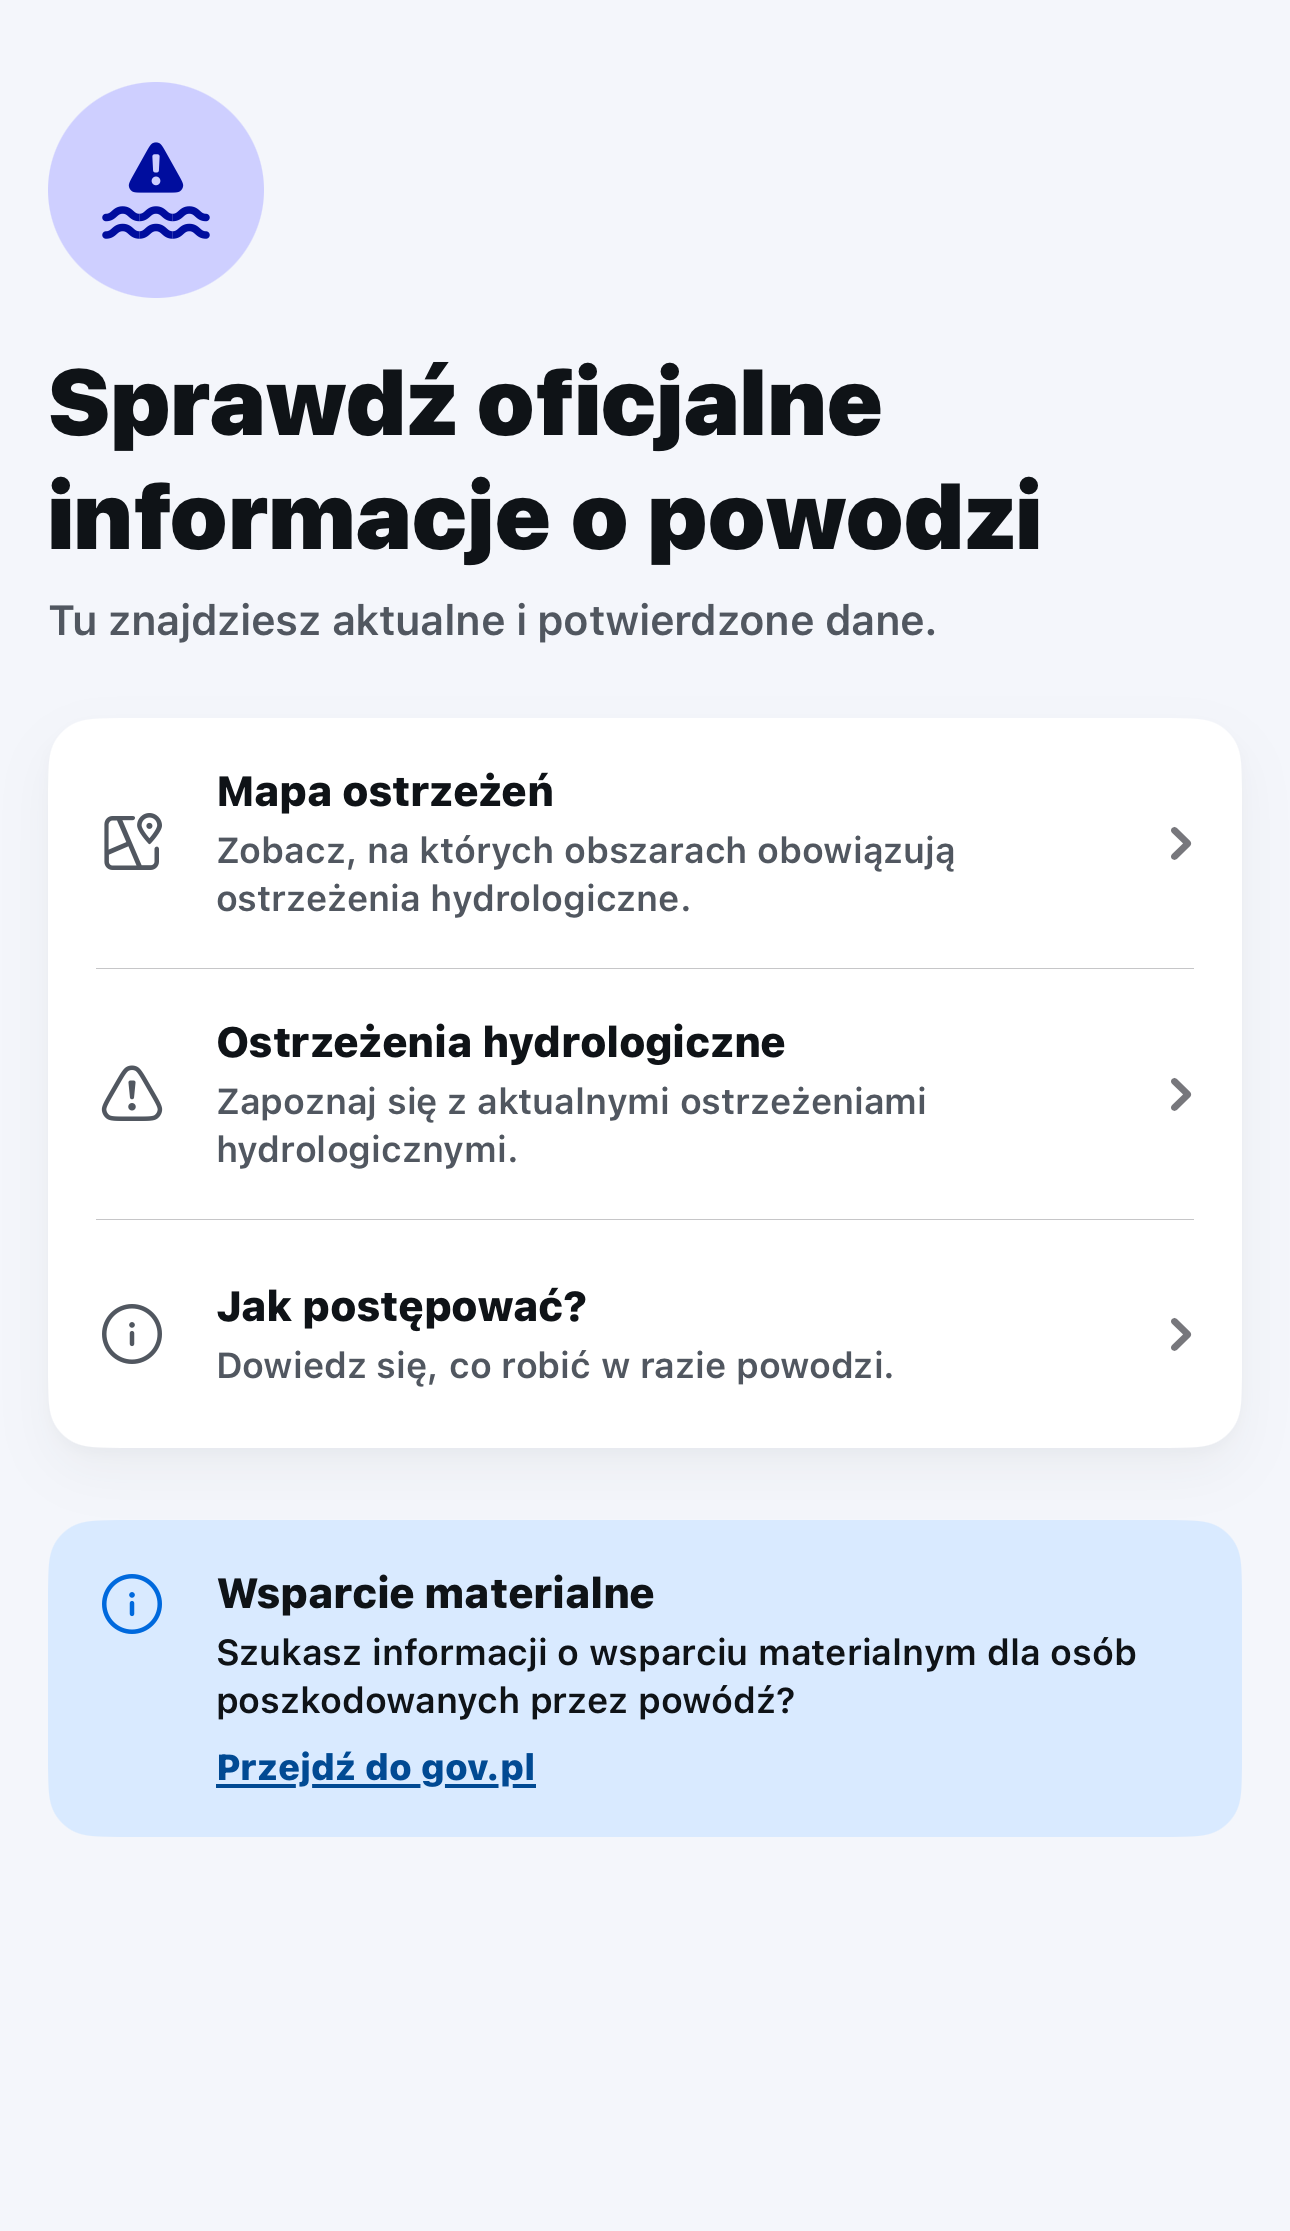 Sprawdź oficjalne
informacje o powodzi
Tu znajdziesz aktualne i potwierdzone dane.
Mapa ostrzeżeń
Zobacz, na których obszarach obowiązują
ostrzeżenia hydrologiczne.
Ostrzeżenia hydrologiczne
Zapoznaj się z aktualnymi ostrzeżeniami
hydrologicznymi.
Jak postępować?
Dowiedz się, co robić w razie powodzi.
Wsparcie materialne
Szukasz informacji o wsparciu materialnym dla osób
poszkodowanych przez powódź?
Przejdź do gov.pl